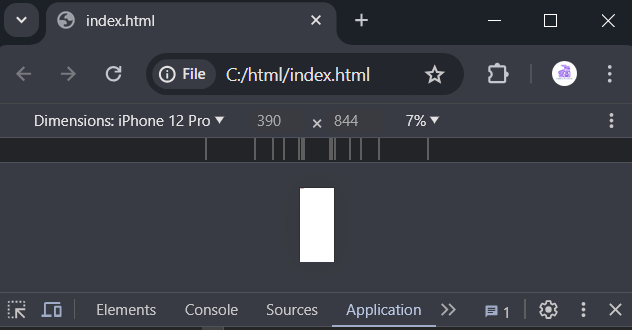 index.html
File C:/html/index.html
Dimensions: iPhone 12 Pro 390 × 844 7%
Elements Console Sources Application 1